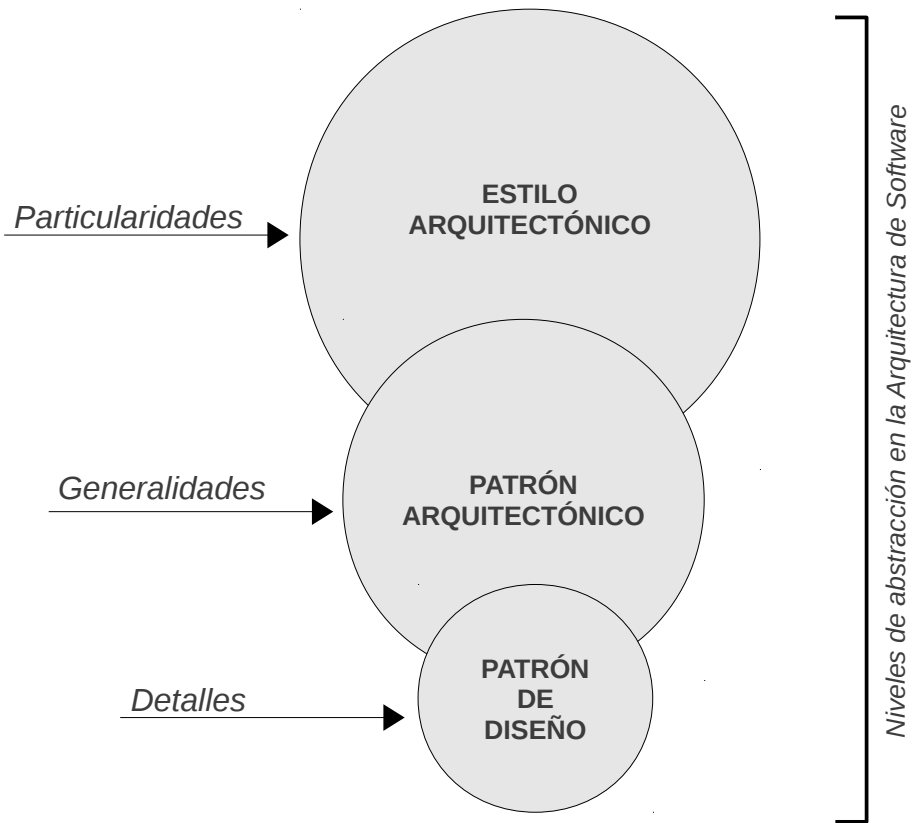 ESTILO
ARQUITECTÓNICO
Particularidades
Generalidades
PATRÓN
ARQUITECTÓNICO
Detalles
PATRÓN
DE
DISEÑO
Niveles de abstracción en la Arquitectura de Software